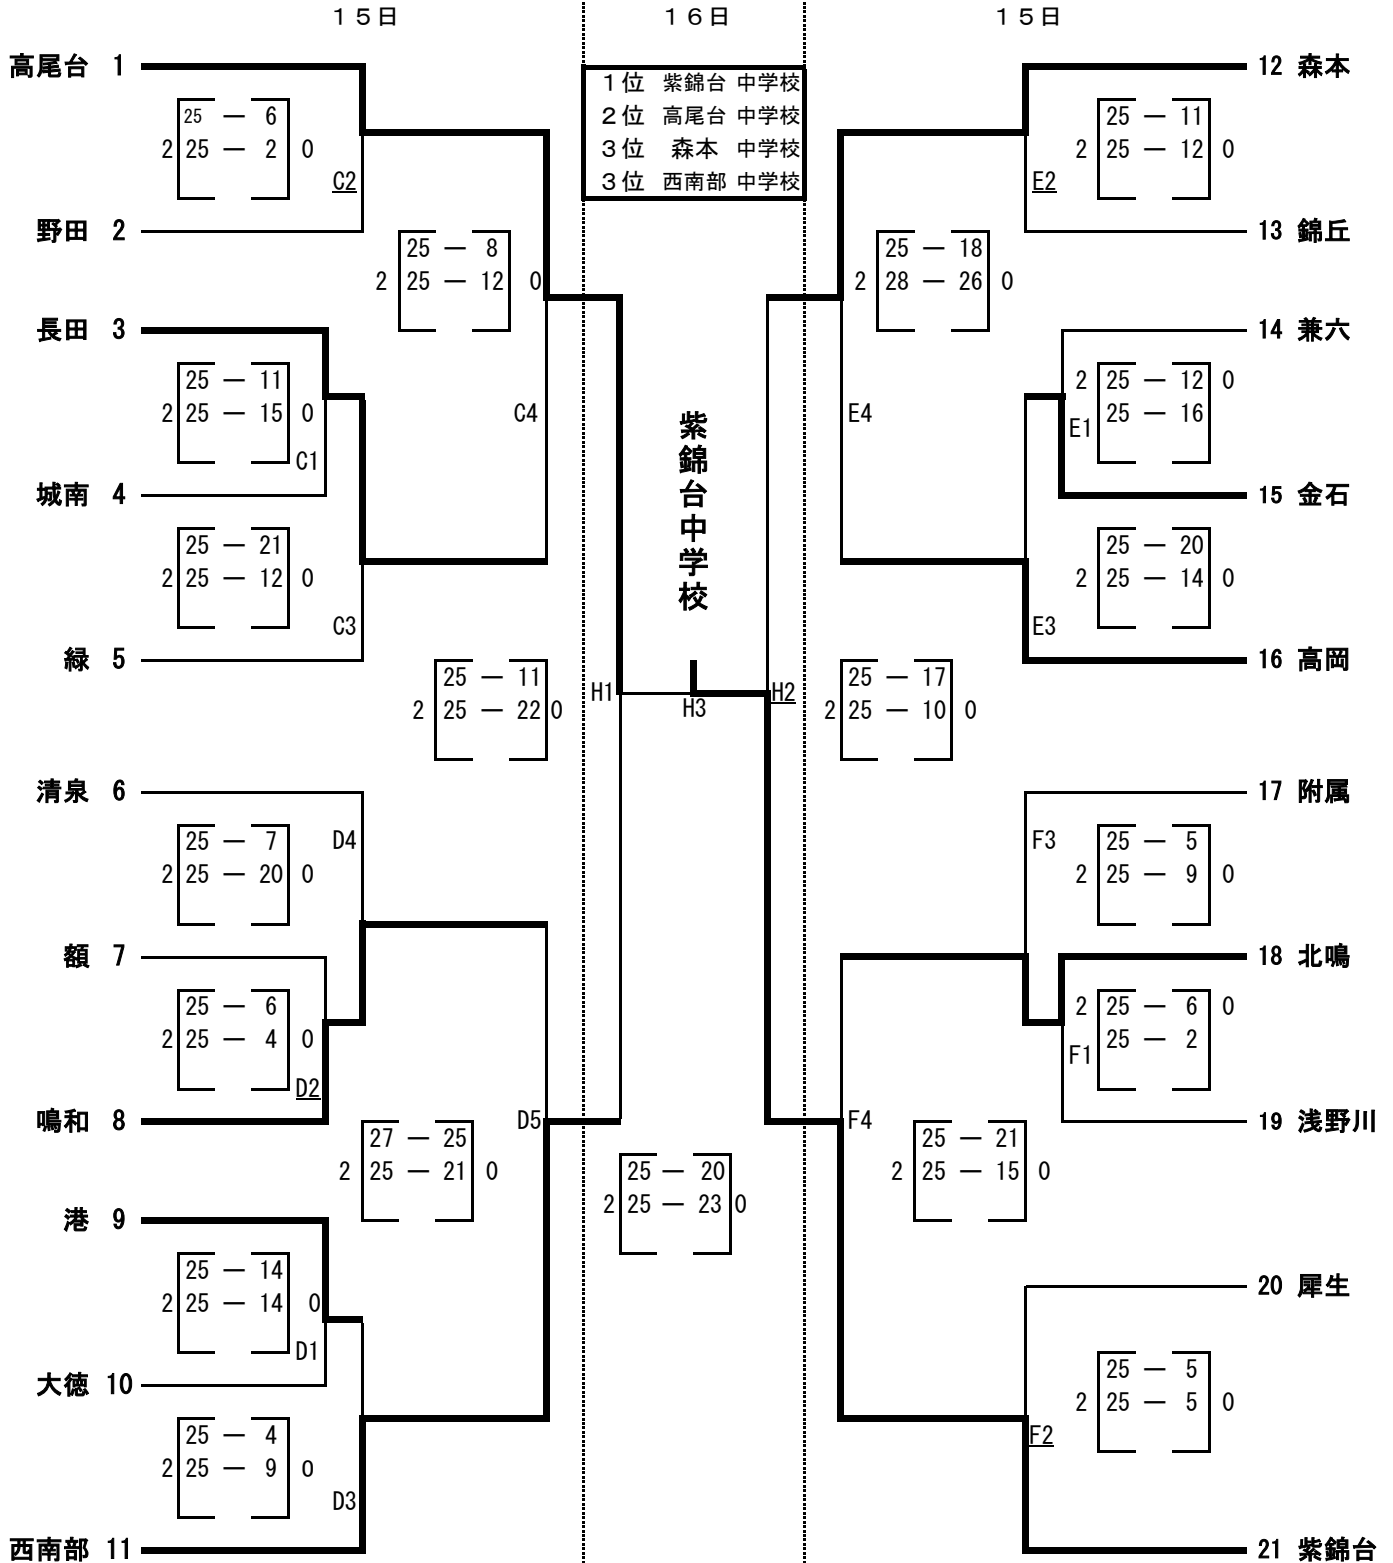 １５日
１６日
１５日
１位 紫錦台 中学校
２位 高尾台 中学校
３位 森本 中学校
３位 西南部 中学校
高尾台 1
25 ― 6
2 25 ― 2 0
C2
野田 2
25 ― 8
2 25 ― 12 0
長田 3
25 ― 11
2 25 ― 15 0
C1
C4
城南 4
25 ― 21
2 25 ― 12 0
C3
緑 5
25 ― 11
2 25 ― 22 0
H1
清泉 6
25 ― 7
2 25 ― 20 0
D4
額 7
25 ― 6
2 25 ― 4 0
D2
鳴和 8
27 ― 25
2 25 ― 21 0
D5
港 9
25 ― 14
2 25 ― 14 0
D1
大徳 10
25 ― 4
2 25 ― 9 0
D3
西南部 11
紫錦台中学校
H3
25 ― 20
2 25 ― 23 0
12 森本
25 ― 11
2 25 ― 12 0
E2
13 錦丘
25 ― 18
2 28 ― 26 0
14 兼六
2 25 ― 12 0
25 ― 16
E1
E4
15 金石
25 ― 20
2 25 ― 14 0
E3
16 高岡
H2
25 ― 17
2 25 ― 10 0
17 附属
F3
25 ― 5
2 25 ― 9 0
18 北鳴
2 25 ― 6 0
25 ― 2
F1
19 浅野川
F4
25 ― 21
2 25 ― 15 0
20 犀生
25 ― 5
2 25 ― 5 0
F2
21 紫錦台